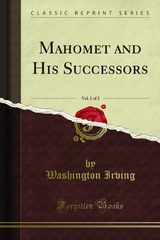 CLASSIC REPRINT SERIES
MAHOMET AND
HIS SUCCESSORS
Vol. 1 of 2
by
Washington Irving
Forgotten Books